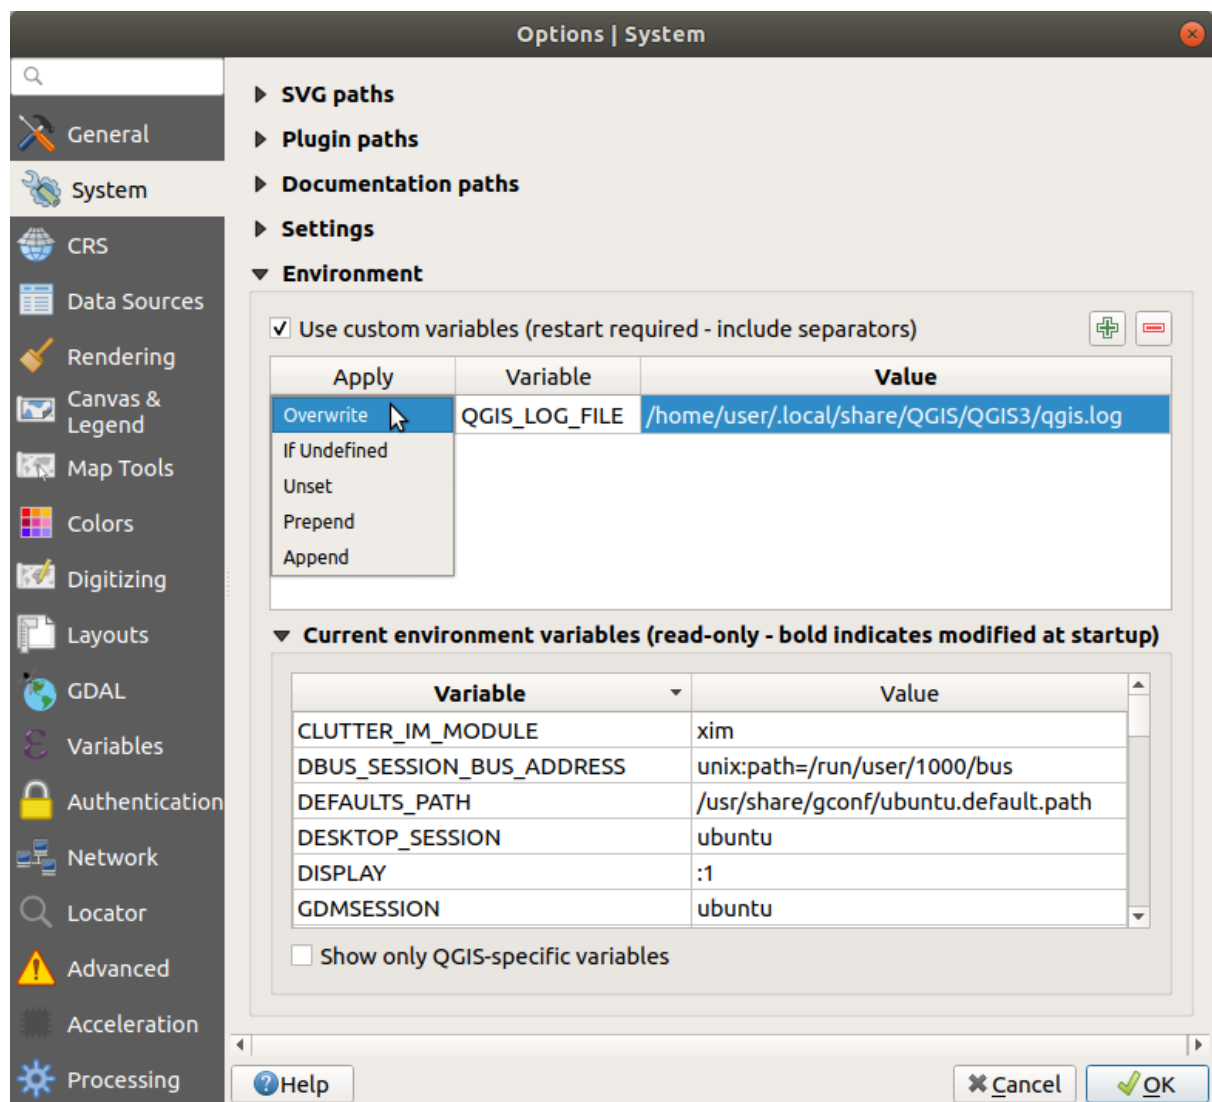 Options | System
General
System
CRS
Data Sources
Rendering
Canvas &
Legend
Map Tools
Colors
Digitizing
Layouts
GDAL
Variables
Authentication
Network
Locator
Advanced
Acceleration
Processing
SVG paths
Plugin paths
Documentation paths
Settings
Environment
Use custom variables (restart required - include separators)
Apply Variable Value
Overwrite QGIS_LOG_FILE /home/user/.local/share/QGIS/QGIS3/qgis.log
If Undefined
Unset
Prepend
Append
Current environment variables (read-only - bold indicates modified at startup)
Variable Value
CLUTTER_IM_MODULE xim
DBUS_SESSION_BUS_ADDRESS unix:path=/run/user/1000/bus
DEFAULTS_PATH /usr/share/gconf/ubuntu.default.path
DESKTOP_SESSION ubuntu
DISPLAY :1
GDMSESSION ubuntu
Show only QGIS-specific variables
Help Cancel OK